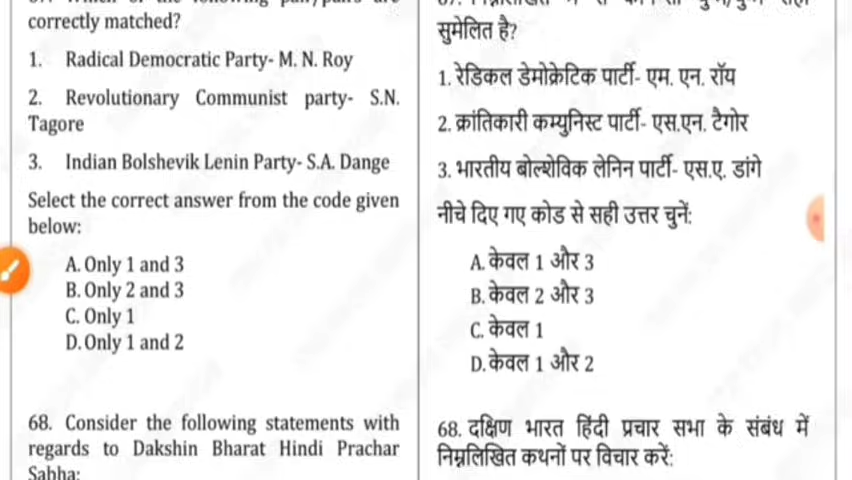 correctly matched?
1. Radical Democratic Party- M. N. Roy
2. Revolutionary Communist party- S.N.
Tagore
3. Indian Bolshevik Lenin Party- S.A. Dange
Select the correct answer from the code given
below:
A. Only 1 and 3
B. Only 2 and 3
C. Only 1
D. Only 1 and 2
68. Consider the following statements with
regards to Dakshin Bharat Hindi Prachar
Sabha:
सुमेलित है?
1. रेडिकल डेमोक्रेटिक पार्टी- एम. एन. रॉय
2. क्रांतिकारी कम्युनिस्ट पार्टी- एस.एन. टैगोर
3. भारतीय बोल्शेविक लेनिन पार्टी- एस.ए. डांगे
नीचे दिए गए कोड से सही उत्तर चुनें:
A. केवल 1 और 3
B. केवल 2 और 3
C. केवल 1
D. केवल 1 और 2
68. दक्षिण भारत हिंदी प्रचार सभा के संबंध में
निम्नलिखित कथनों पर विचार करें: